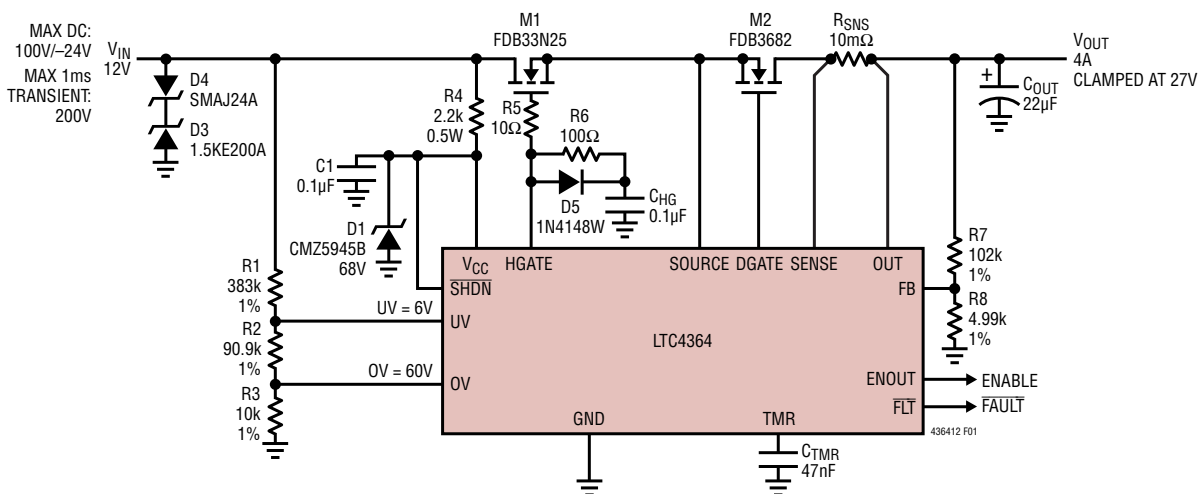 MAX DC:
100V/–24V
MAX 1ms
TRANSIENT:
200V
VIN
12V
D4
SMAJ24A
D3
1.5KE200A
R4
2.2k
0.5W
M1
FDB33N25
R5
10Ω
R6
100Ω
D5
1N4148W
CHG
0.1µF
M2
FDB3682
RSNS
10mΩ
VOUT
4A
CLAMPED AT 27V
+
COUT
22µF
C1
0.1µF
D1
CMZ5945B
68V
R1
383k
1%
R2
90.9k
1%
R3
10k
1%
UV = 6V
OV = 60V
VCC
HGATE
SOURCE
DGATE
SENSE
OUT
SHDN
UV
OV
LTC4364
FB
ENOUT
FLT
GND
TMR
R7
102k
1%
R8
4.99k
1%
ENABLE
FAULT
436412 F01
CTMR
47nF